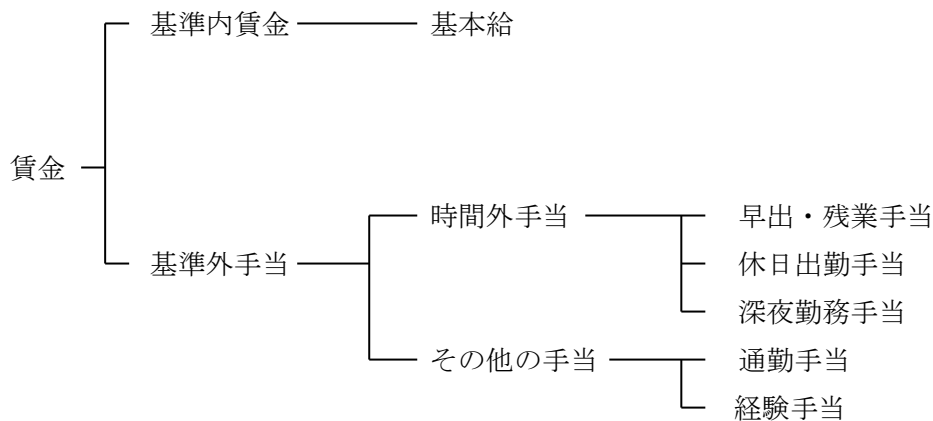 基準内賃金 基本給
賃金
時間外手当 早出・残業手当
基準外手当 休日出勤手当
深夜勤務手当
その他の手当 通勤手当
経験手当